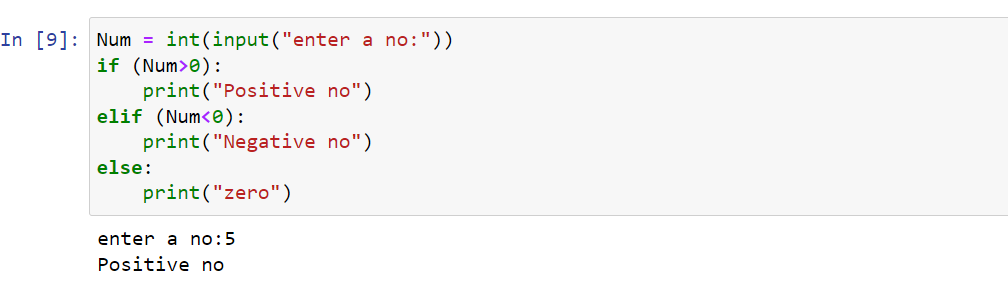 In [9]: Num = int(input("enter a no:"))
if (Num>0):
    print("Positive no")
elif (Num<0):
    print("Negative no")
else:
    print("zero")
enter a no:5
Positive no